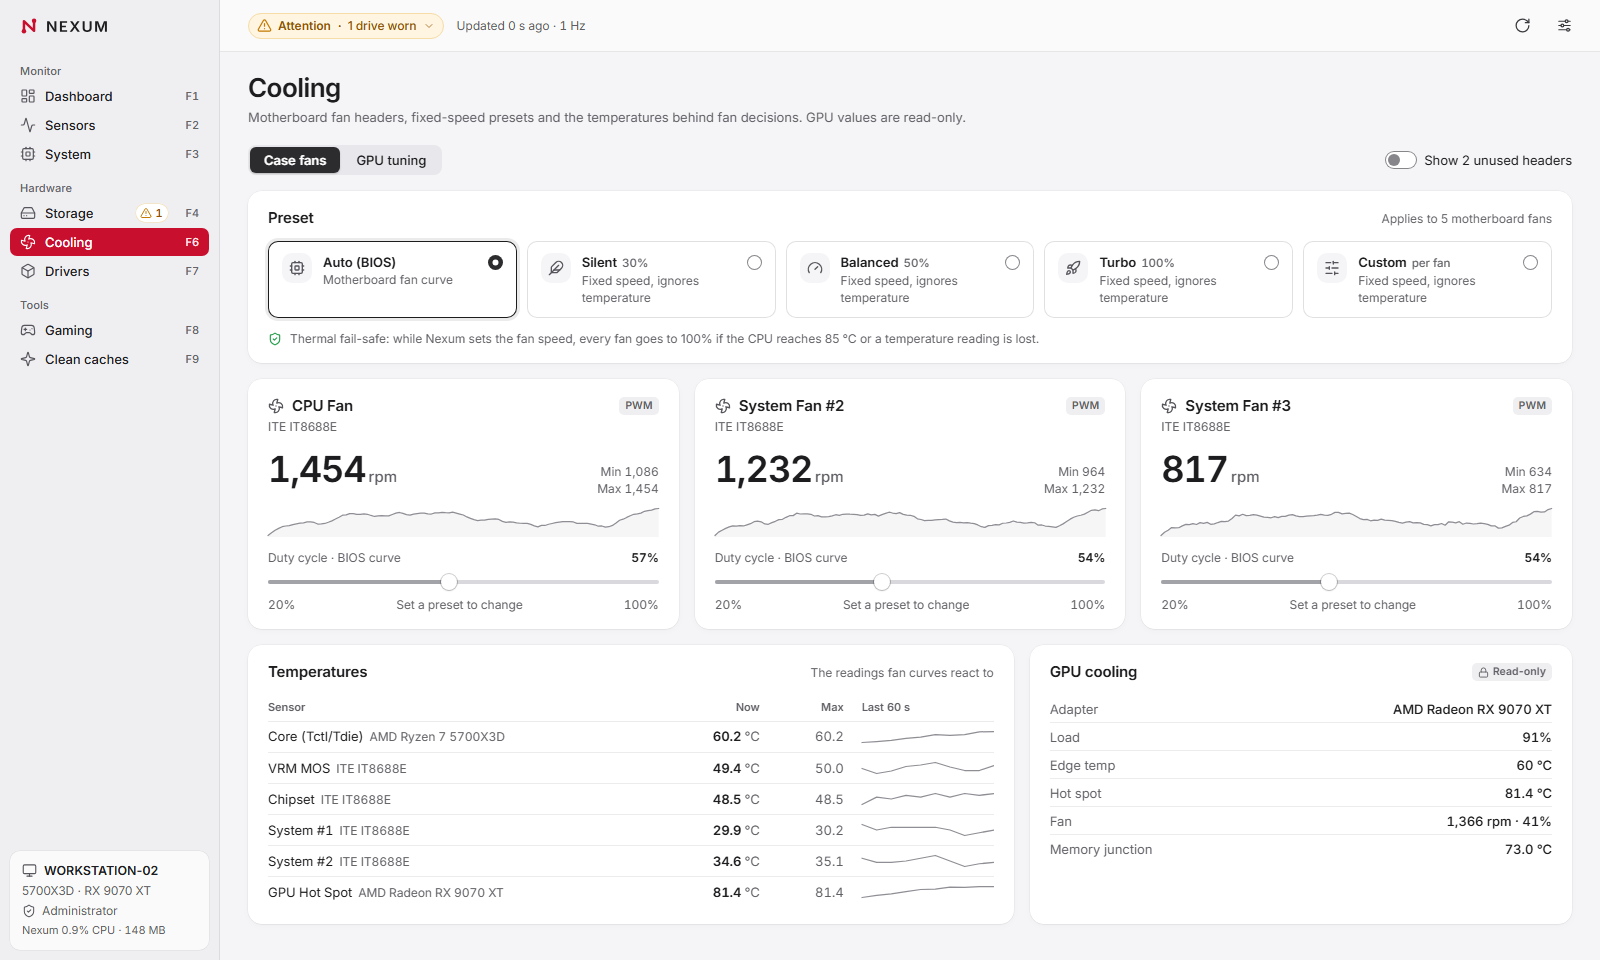 NEXUM
Attention · 1 drive worn
Updated 0 s ago · 1 Hz
Monitor
Dashboard F1
Sensors F2
System F3
Hardware
Storage 1 F4
Cooling F6
Drivers F7
Tools
Gaming F8
Clean caches F9
WORKSTATION-02
5700X3D · RX 9070 XT
Administrator
Nexum 0.9% CPU · 148 MB
Cooling
Motherboard fan headers, fixed-speed presets and the temperatures behind fan decisions. GPU values are read-only.
Case fans GPU tuning
Show 2 unused headers
Preset
Applies to 5 motherboard fans
Auto (BIOS)
Motherboard fan curve
Silent 30%
Fixed speed, ignores
temperature
Balanced 50%
Fixed speed, ignores
temperature
Turbo 100%
Fixed speed, ignores
temperature
Custom per fan
Fixed speed, ignores
temperature
Thermal fail-safe: while Nexum sets the fan speed, every fan goes to 100% if the CPU reaches 85 °C or a temperature reading is lost.
CPU Fan PWM
ITE IT8688E
1,454 rpm
Min 1,086
Max 1,454
Duty cycle · BIOS curve 57%
20% Set a preset to change 100%
System Fan #2 PWM
ITE IT8688E
1,232 rpm
Min 964
Max 1,232
Duty cycle · BIOS curve 54%
20% Set a preset to change 100%
System Fan #3 PWM
ITE IT8688E
817 rpm
Min 634
Max 817
Duty cycle · BIOS curve 54%
20% Set a preset to change 100%
Temperatures
The readings fan curves react to
Sensor Now Max Last 60 s
Core (Tctl/Tdie) AMD Ryzen 7 5700X3D 60.2 °C 60.2
VRM MOS ITE IT8688E 49.4 °C 50.0
Chipset ITE IT8688E 48.5 °C 48.5
System #1 ITE IT8688E 29.9 °C 30.2
System #2 ITE IT8688E 34.6 °C 35.1
GPU Hot Spot AMD Radeon RX 9070 XT 81.4 °C 81.4
GPU cooling Read-only
Adapter AMD Radeon RX 9070 XT
Load 91%
Edge temp 60 °C
Hot spot 81.4 °C
Fan 1,366 rpm · 41%
Memory junction 73.0 °C